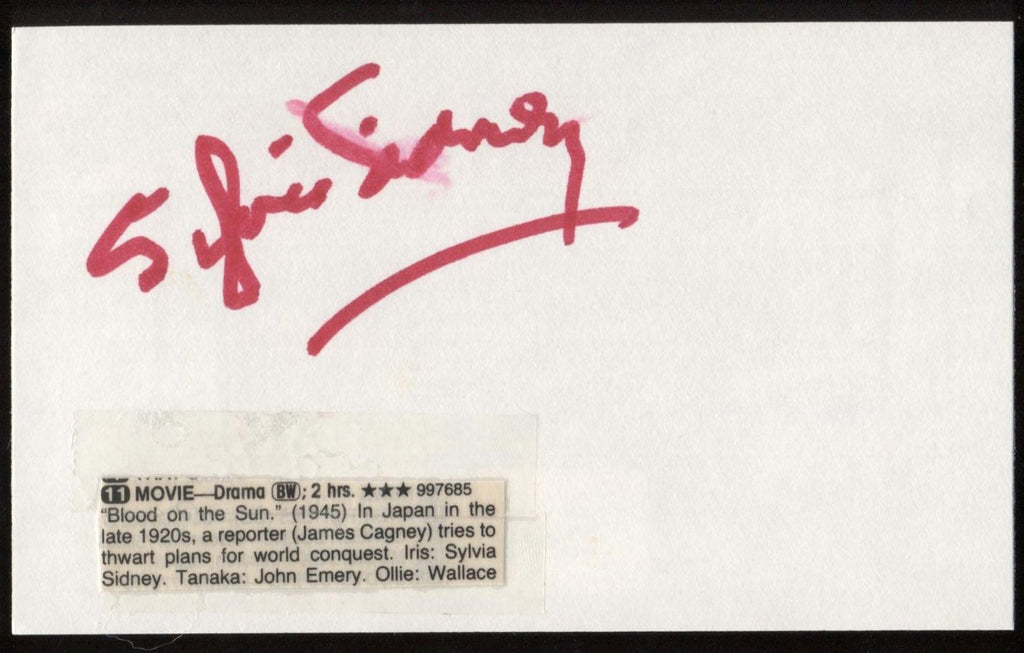 Sylvia Sidney
11 MOVIE—Drama BW; 2 hrs. ★★★ 997685
"Blood on the Sun." (1945) In Japan in the
late 1920s, a reporter (James Cagney) tries to
thwart plans for world conquest. Iris: Sylvia
Sidney. Tanaka: John Emery. Ollie: Wallace